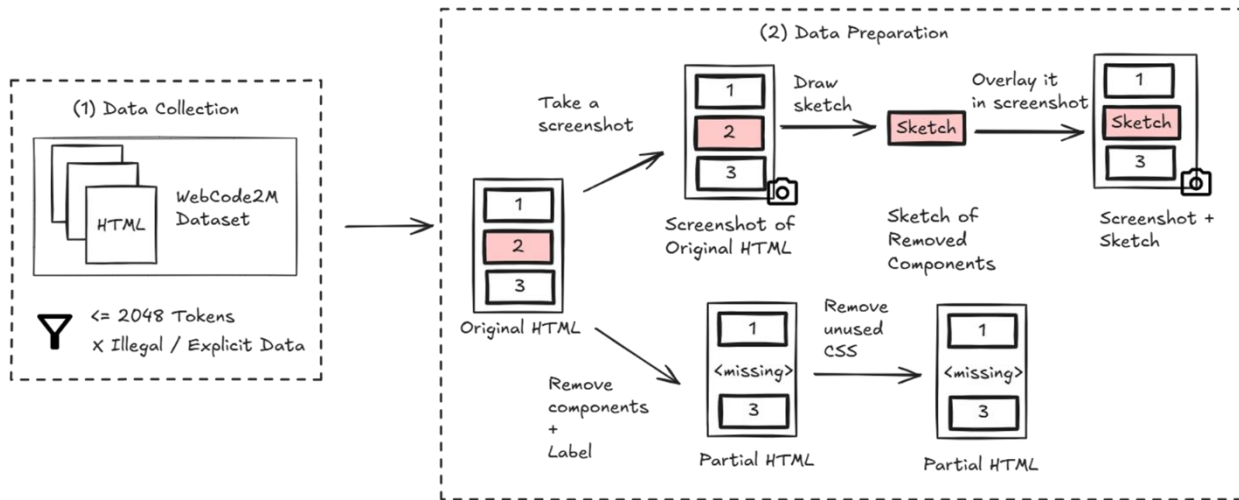 (1) Data Collection
HTML
WebCode2M
Dataset
<= 2048 Tokens
X Illegal / Explicit Data
(2) Data Preparation
1
2
3
Original HTML
Take a
screenshot
1
2
3
Screenshot of
Original HTML
Draw
sketch
Sketch
Sketch of
Removed
Components
Overlay it
in screenshot
1
Sketch
3
Screenshot +
Sketch
Remove
components
+
Label
1
<missing>
3
Partial HTML
Remove
unused
CSS
1
<missing>
3
Partial HTML